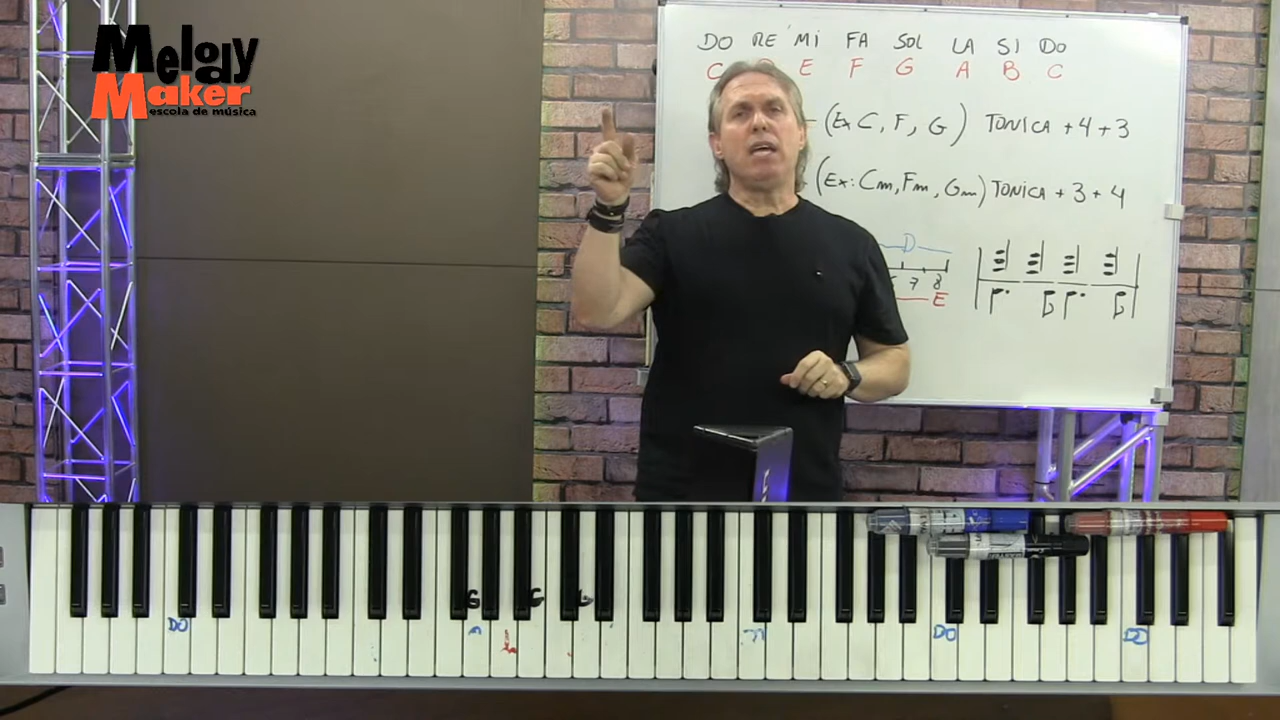 Melody
Maker
escola de música
DO RE MI FA SOL LA SI DO
C D E F G A B C
(Ex C, F, G) TONICA +4 +3
(Ex: Cm, Fm, Gm) TONICA +3 +4
D
7 8
E
G G
DO DO DO